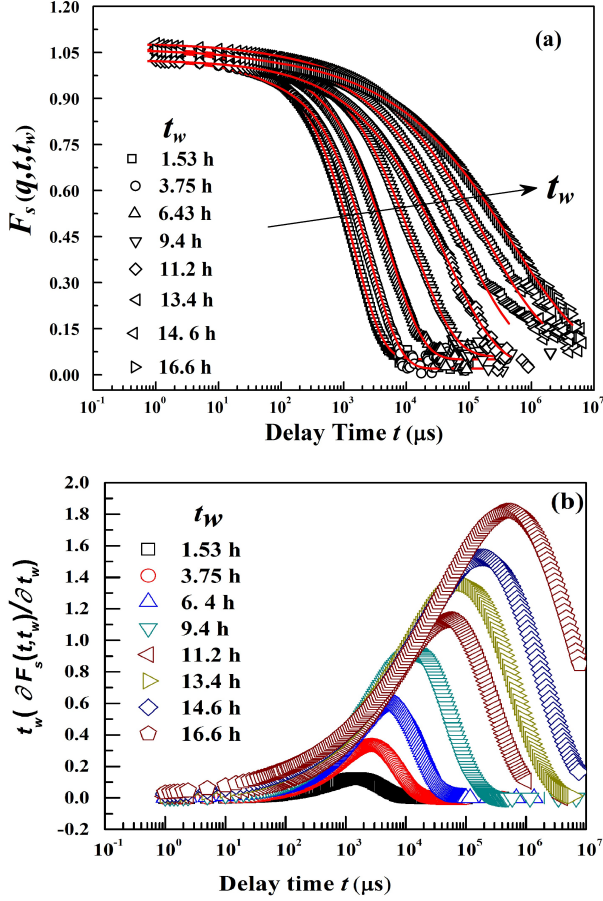 (a)
1.20
1.05
0.90
0.75
0.60
0.45
0.30
0.15
0.00
F_s (q,t,t_w)
t_w
1.53 h
3.75 h
6.43 h
9.4 h
11.2 h
13.4 h
14. 6 h
16.6 h
t_w
10^-1 10^0 10^1 10^2 10^3 10^4 10^5 10^6 10^7
Delay Time t (μs)
(b)
2.0
1.8
1.6
1.4
1.2
1.0
0.8
0.6
0.4
0.2
0.0
-0.2
t_w( ∂F_s(t,t_w)/∂t_w)
t_w
1.53 h
3.75 h
6. 4 h
9.4 h
11.2 h
13.4 h
14.6 h
16.6 h
10^-1 10^0 10^1 10^2 10^3 10^4 10^5 10^6 10^7
Delay time t (μs)